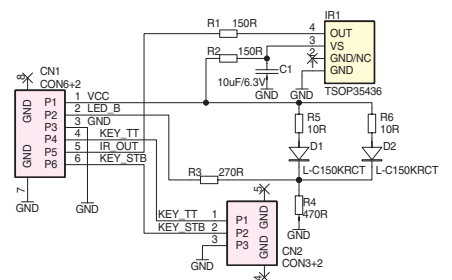 IR1
R1 150R
4 OUT
3 VS
R2 150R
2 GND/NC
1 GND
C1
10uF/6.3V
GND GND
TSOP35436
CN1
CON6+2
8
GND
P1 1 VCC
P2 2 LED_B
P3 3 GND
P4 4 KEY_TT
P5 5 IR_OUT
P6 6 KEY_STB
GND
7
GND
GND
R5
10R
R6
10R
D1
L-C150KRCT
D2
L-C150KRCT
R3 270R
R4
470R
GND
5
KEY_TT 1 P1
KEY_STB 2 P2
3 P3
GND
GND
GND
CN2
CON3+2
4